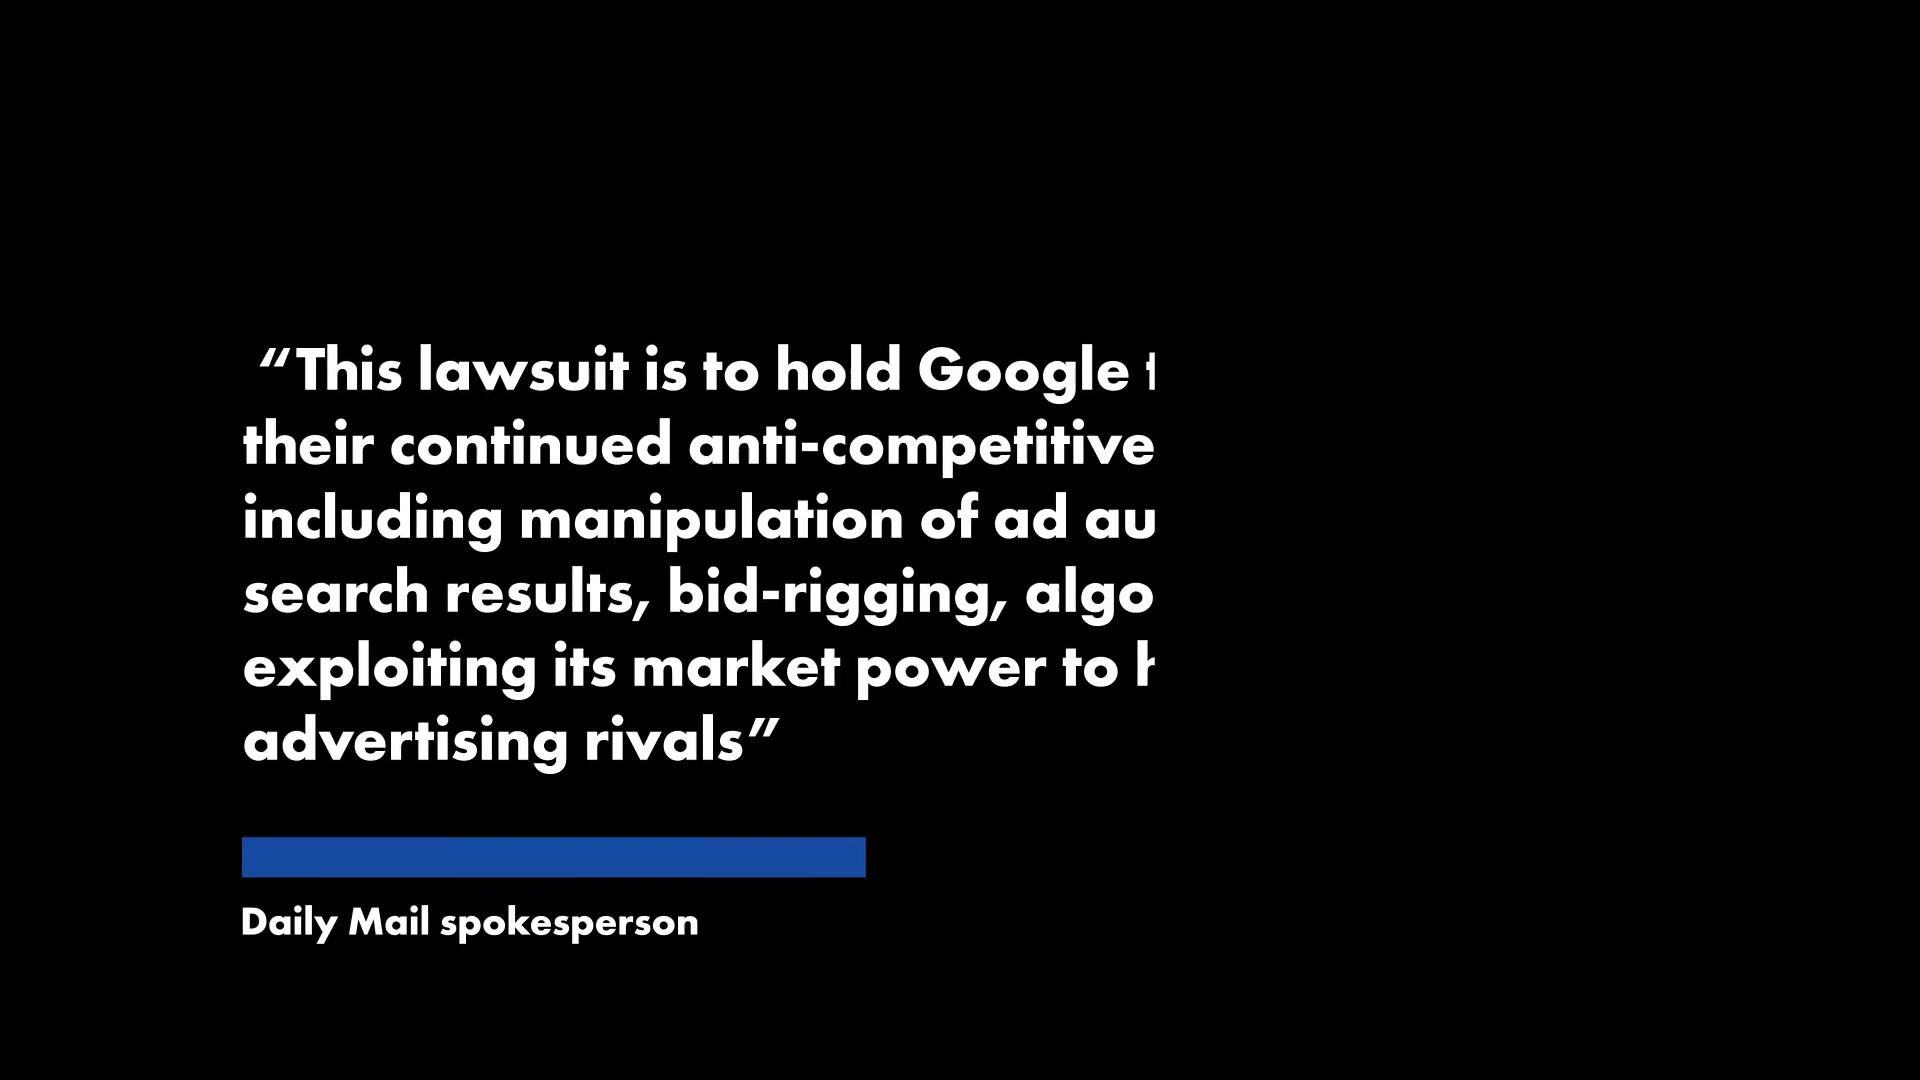 “This lawsuit is to hold Google
their continued anti-competitive
including manipulation of ad au
search results, bid-rigging, algo
exploiting its market power to
advertising rivals”
Daily Mail spokesperson